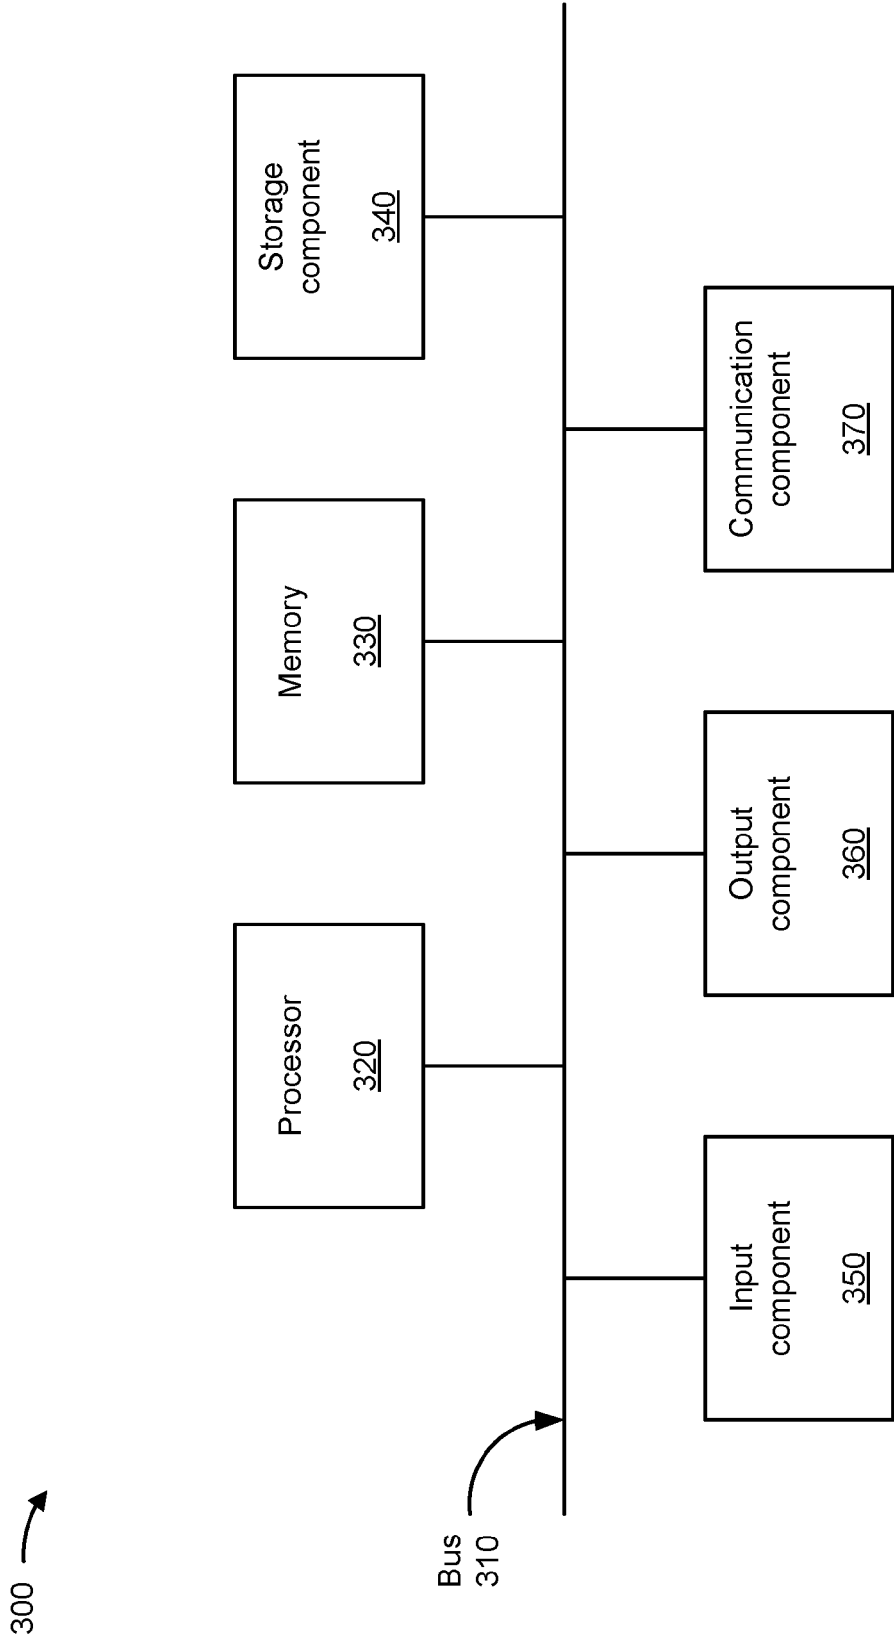 300
Processor
320
Memory
330
Storage
component
340
Bus
310
Input
component
350
Output
component
360
Communication
component
370